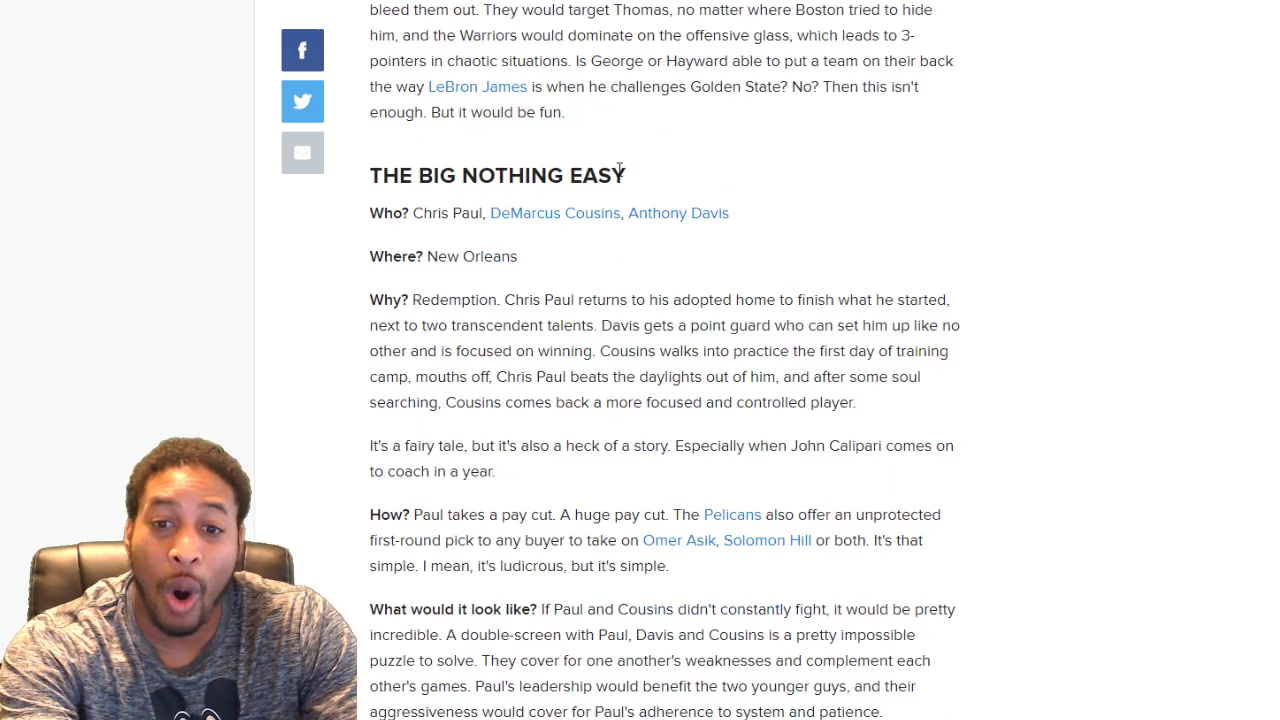 bleed them out. They would target Thomas, no matter where Boston tried to hide
him, and the Warriors would dominate on the offensive glass, which leads to 3-
pointers in chaotic situations. Is George or Hayward able to put a team on their back
the way LeBron James is when he challenges Golden State? No? Then this isn't
enough. But it would be fun.
THE BIG NOTHING EASY
Who? Chris Paul, DeMarcus Cousins, Anthony Davis
Where? New Orleans
Why? Redemption. Chris Paul returns to his adopted home to finish what he started,
next to two transcendent talents. Davis gets a point guard who can set him up like no
other and is focused on winning. Cousins walks into practice the first day of training
camp, mouths off, Chris Paul beats the daylights out of him, and after some soul
searching, Cousins comes back a more focused and controlled player.
It's a fairy tale, but it's also a heck of a story. Especially when John Calipari comes on
to coach in a year.
How? Paul takes a pay cut. A huge pay cut. The Pelicans also offer an unprotected
first-round pick to any buyer to take on Omer Asik, Solomon Hill or both. It's that
simple. I mean, it's ludicrous, but it's simple.
What would it look like? If Paul and Cousins didn't constantly fight, it would be pretty
incredible. A double-screen with Paul, Davis and Cousins is a pretty impossible
puzzle to solve. They cover for one another's weaknesses and complement each
other's games. Paul's leadership would benefit the two younger guys, and their
aggressiveness would cover for Paul's adherence to system and patience.